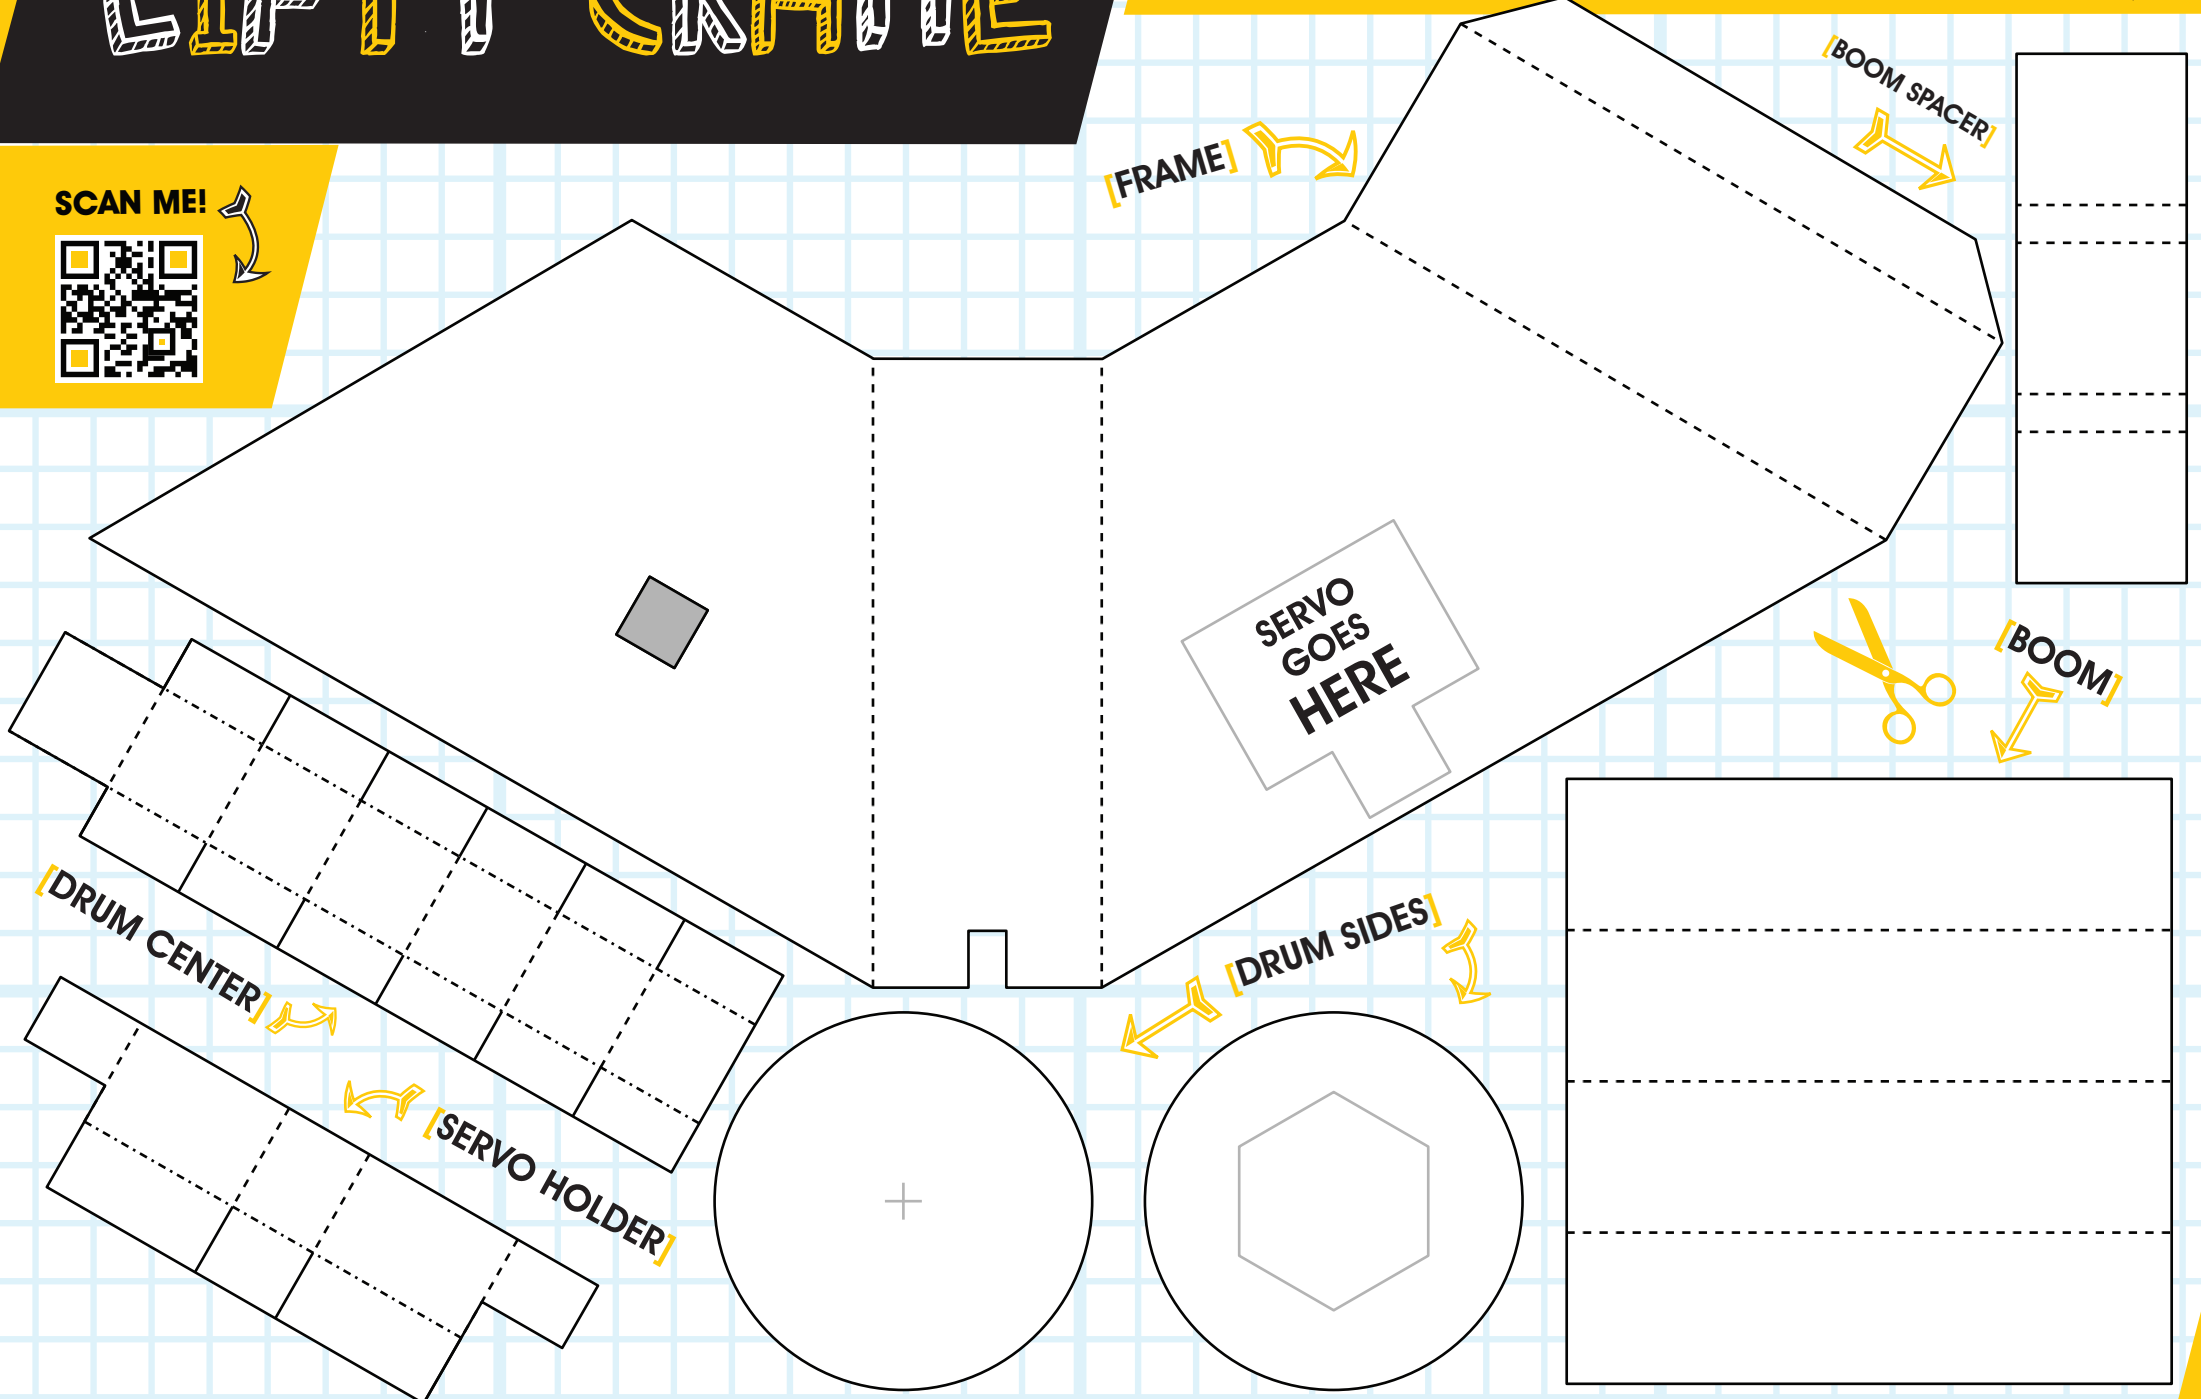 SCAN ME!
[FRAME]
[BOOM SPACER]
SERVO
GOES
HERE
[BOOM]
[DRUM CENTER]
[DRUM SIDES]
[SERVO HOLDER]